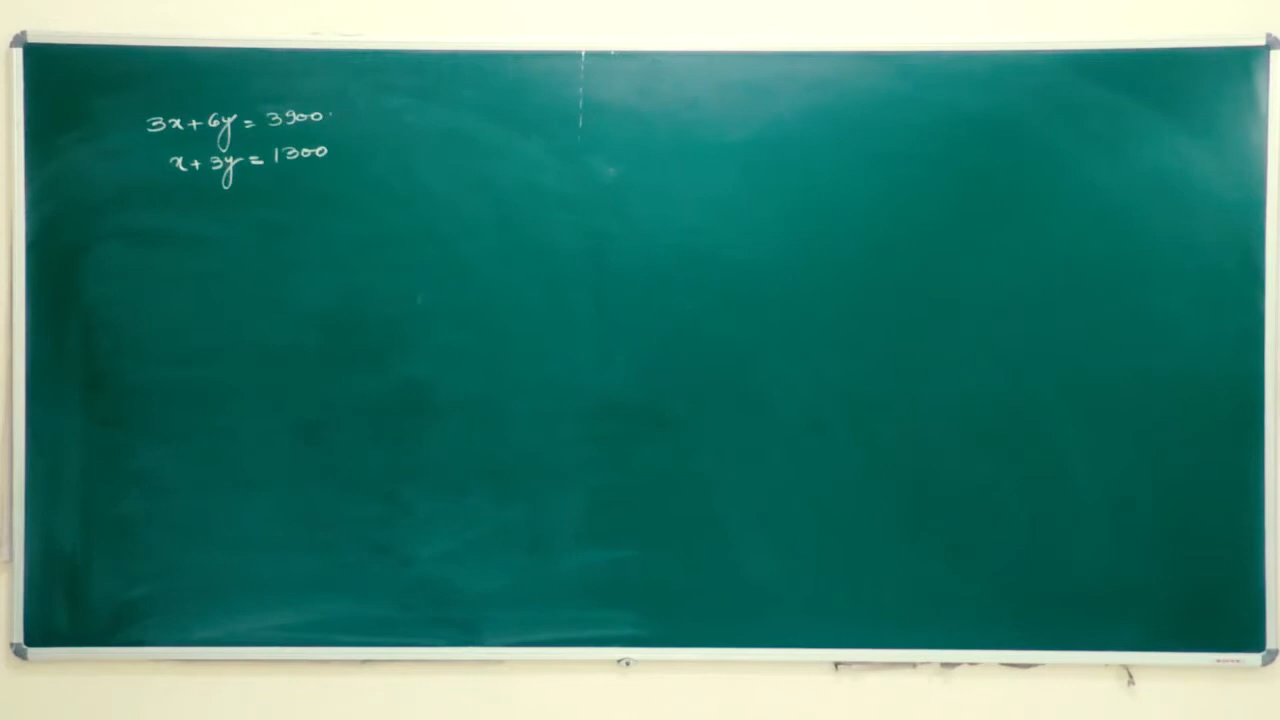 3x+6y = 3900
x+3y = 1300